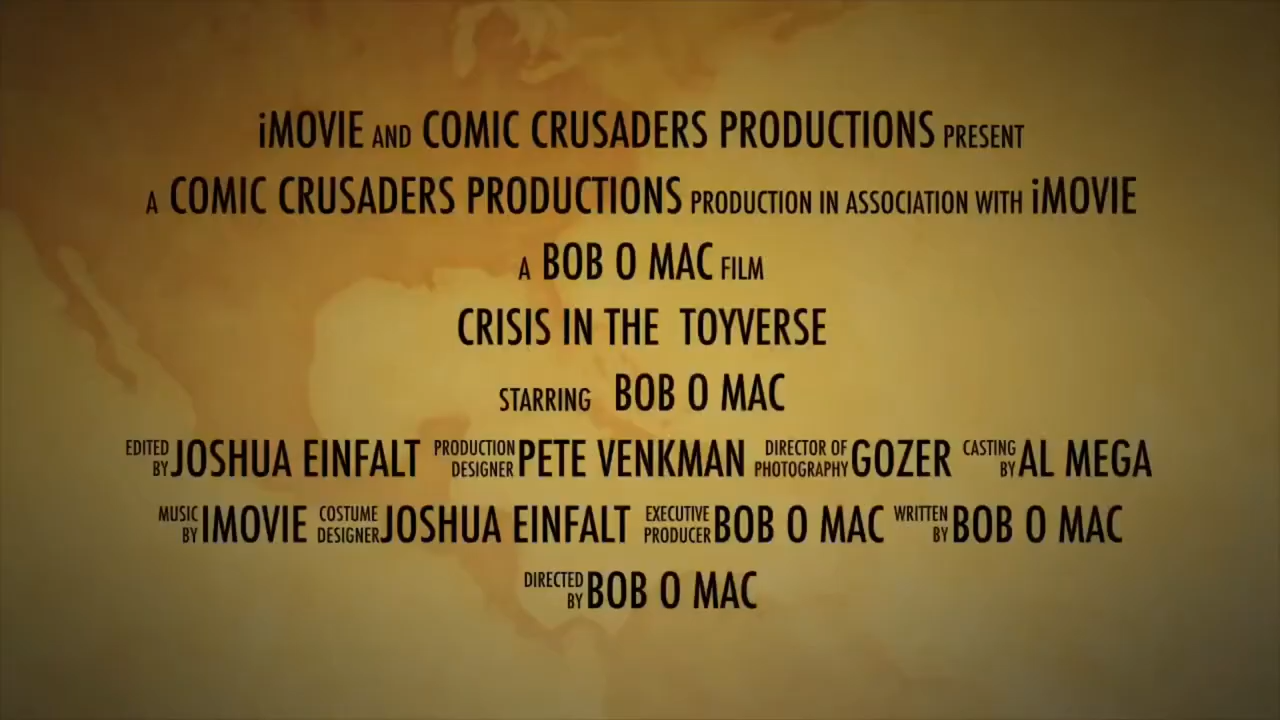 iMOVIE AND COMIC CRUSADERS PRODUCTIONS PRESENT
A COMIC CRUSADERS PRODUCTIONS PRODUCTION IN ASSOCIATION WITH iMOVIE
A BOB O MAC FILM
CRISIS IN THE TOYVERSE
STARRING BOB O MAC
EDITED BY JOSHUA EINFALT PRODUCTION DESIGNER PETE VENKMAN DIRECTOR OF PHOTOGRAPHY GOZER CASTING BY AL MEGA
MUSIC BY IMOVIE COSTUME DESIGNER JOSHUA EINFALT EXECUTIVE PRODUCER BOB O MAC WRITTEN BY BOB O MAC
DIRECTED BY BOB O MAC